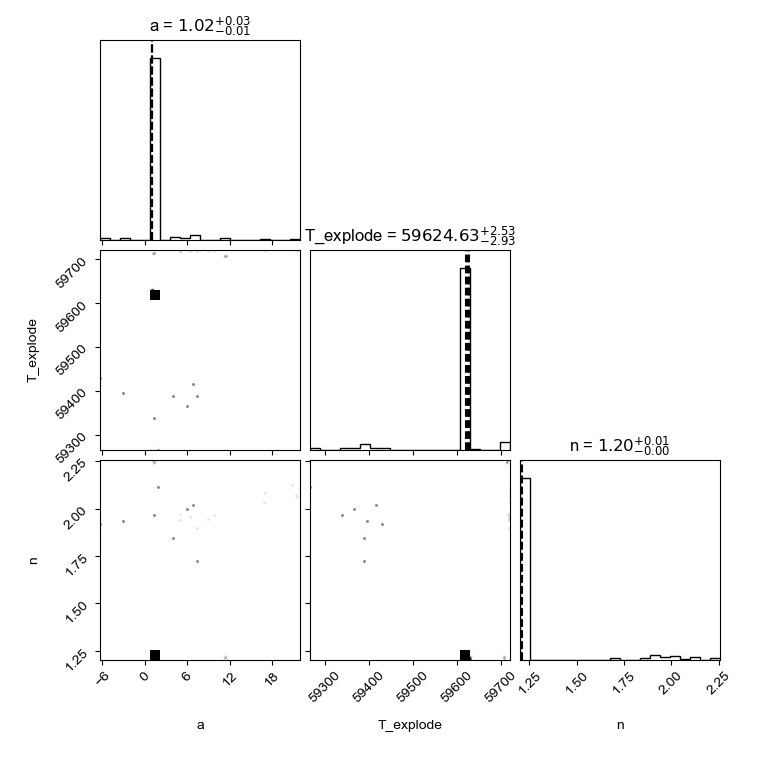 a = 1.02+0.03 −0.01
T_explode = 59624.63+2.53 −2.93
59700
59600
T_explode
59500
59400
59300
n = 1.20+0.01 −0.00
2.25
2.00
n
1.75
1.50
1.25
−6 0 6 12 18
59300 59400 59500 59600 59700
1.25 1.50 1.75 2.00 2.25
a T_explode n